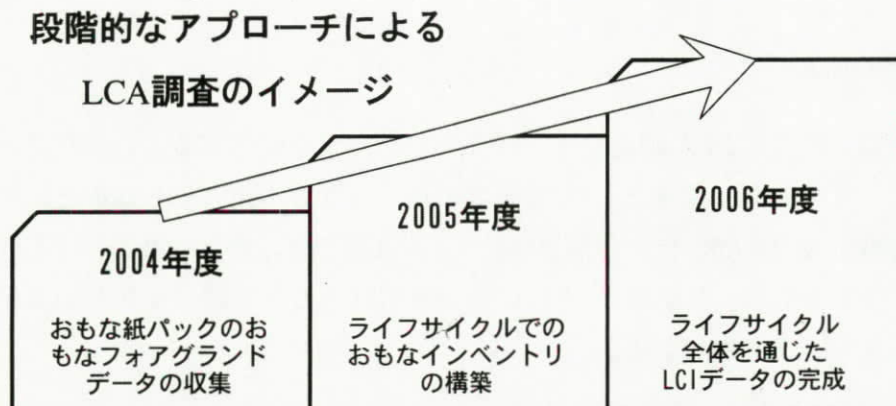 段階的なアプローチによる
LCA調査のイメージ
2004年度
おもな紙パックのお
もなフォアグランド
データの収集
2005年度
ライフサイクルでの
おもなインベントリ
の構築
2006年度
ライフサイクル
全体を通じた
LCIデータの完成